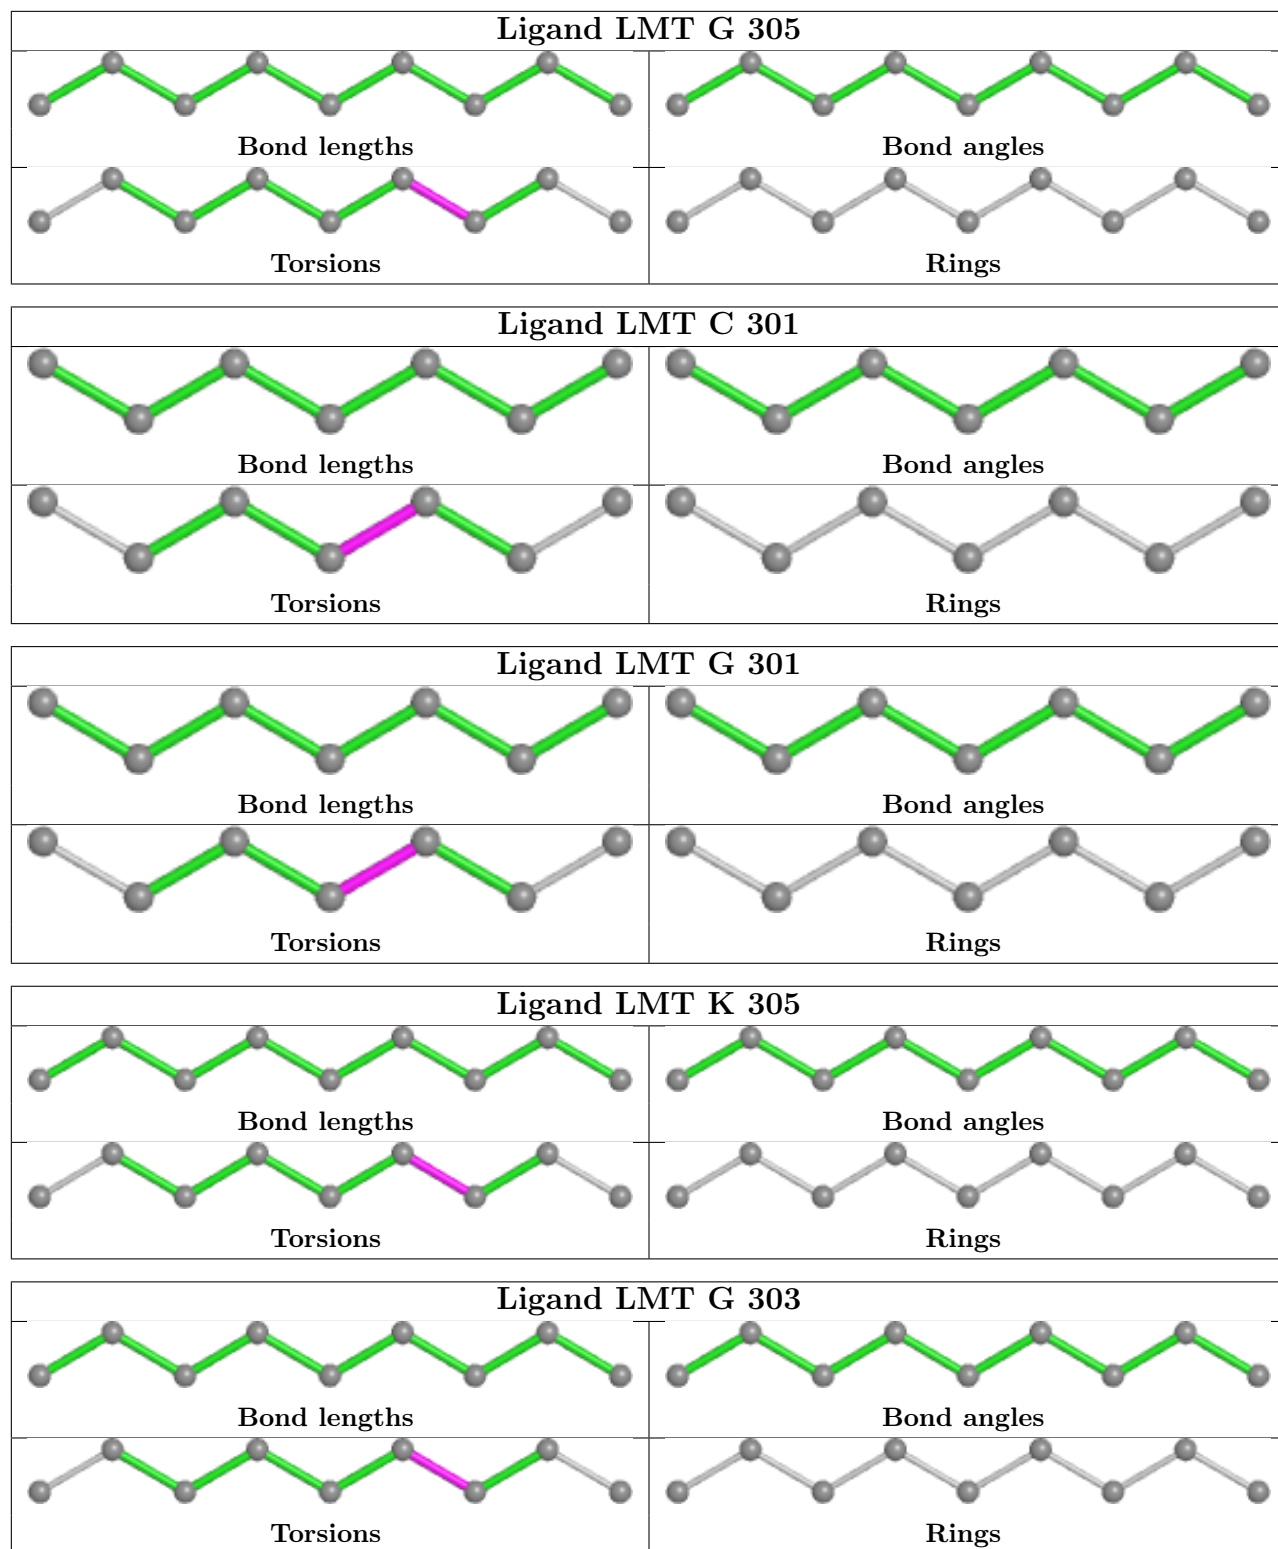 Ligand LMT G 305
Bond lengths
Bond angles
Torsions
Rings
Ligand LMT C 301
Bond lengths
Bond angles
Torsions
Rings
Ligand LMT G 301
Bond lengths
Bond angles
Torsions
Rings
Ligand LMT K 305
Bond lengths
Bond angles
Torsions
Rings
Ligand LMT G 303
Bond lengths
Bond angles
Torsions
Rings